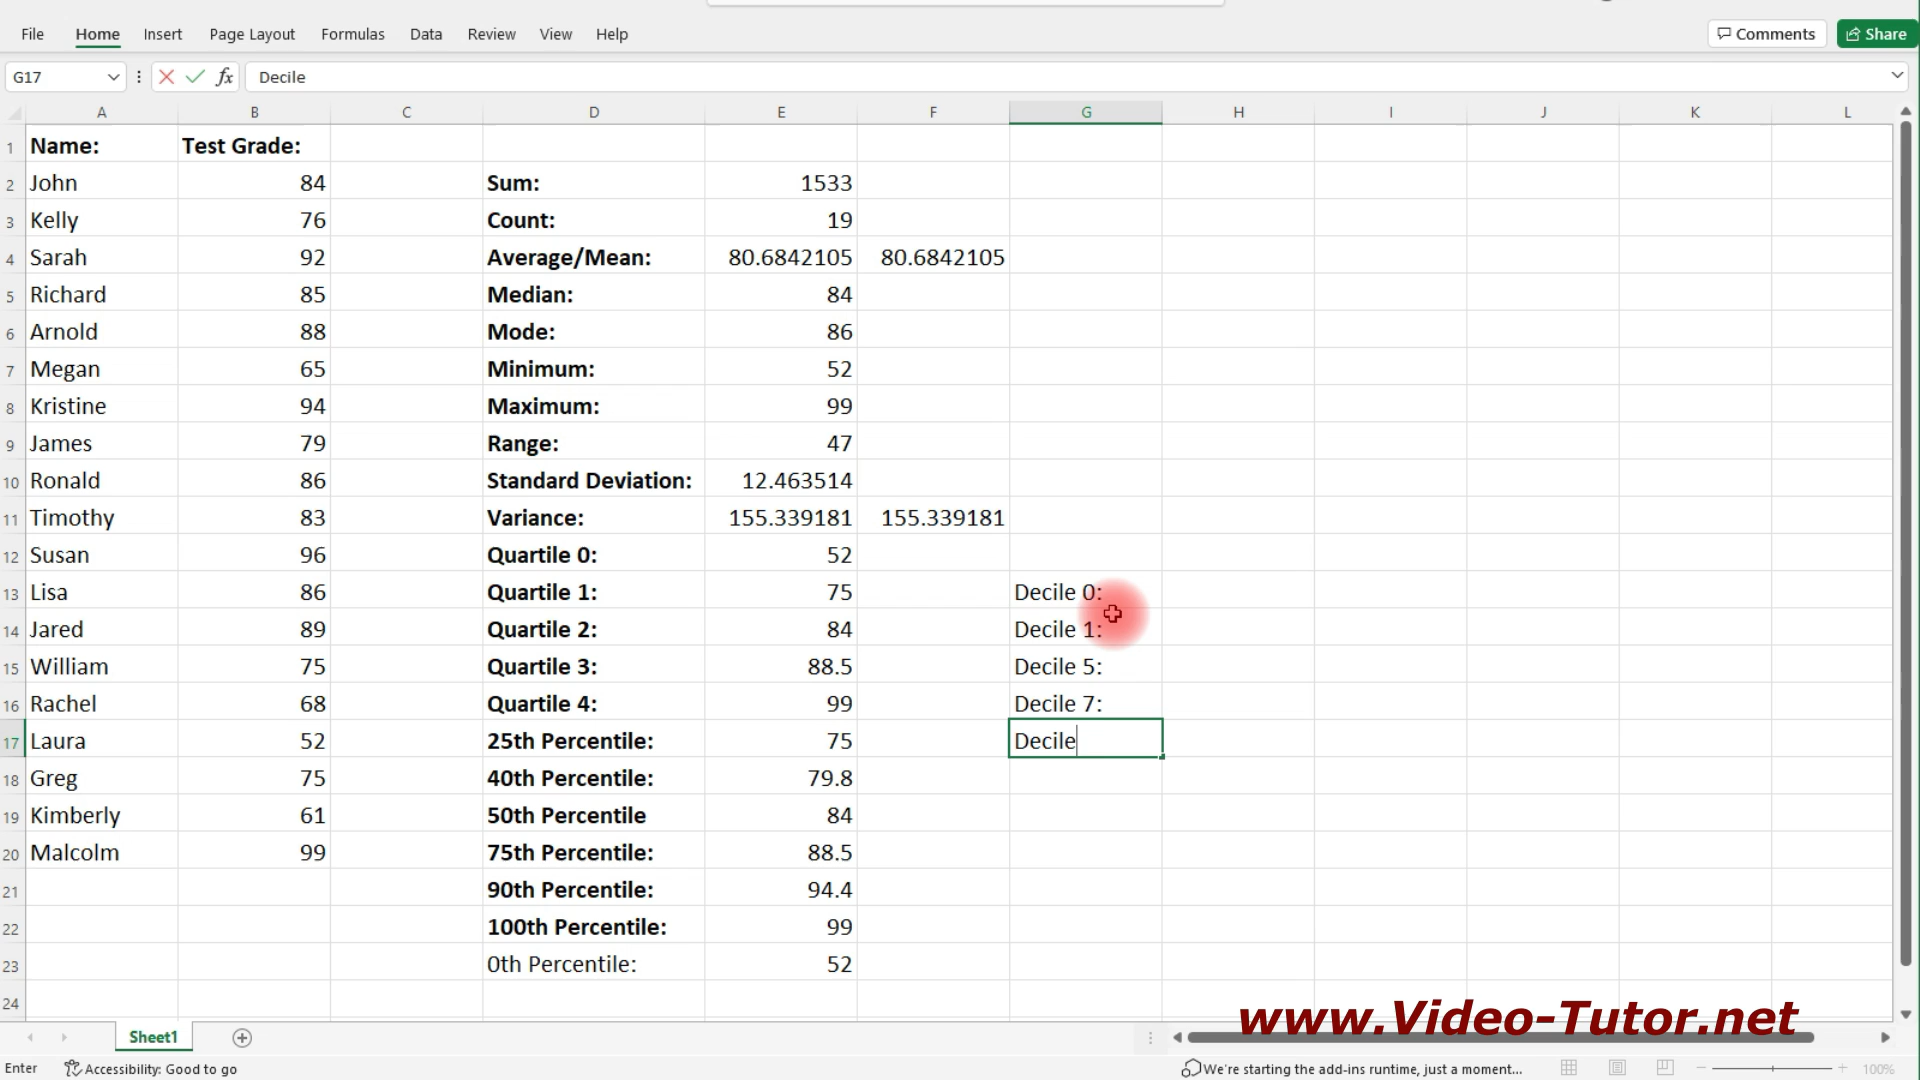 File Home Insert Page Layout Formulas Data Review View Help Comments Share
G17 fx Decile
A B C D E F G H I J K L
1 Name: Test Grade:
2 John 84 Sum: 1533
3 Kelly 76 Count: 19
4 Sarah 92 Average/Mean: 80.6842105 80.6842105
5 Richard 85 Median: 84
6 Arnold 88 Mode: 86
7 Megan 65 Minimum: 52
8 Kristine 94 Maximum: 99
9 James 79 Range: 47
10 Ronald 86 Standard Deviation: 12.463514
11 Timothy 83 Variance: 155.339181 155.339181
12 Susan 96 Quartile 0: 52
13 Lisa 86 Quartile 1: 75 Decile 0:
14 Jared 89 Quartile 2: 84 Decile 1:
15 William 75 Quartile 3: 88.5 Decile 5:
16 Rachel 68 Quartile 4: 99 Decile 7:
17 Laura 52 25th Percentile: 75 Decile
18 Greg 75 40th Percentile: 79.8
19 Kimberly 61 50th Percentile 84
20 Malcolm 99 75th Percentile: 88.5
21 90th Percentile: 94.4
22 100th Percentile: 99
23 0th Percentile: 52
24
www.Video-Tutor.net
Sheet1
Enter Accessibility: Good to go We're starting the add-ins runtime, just a moment... 100%